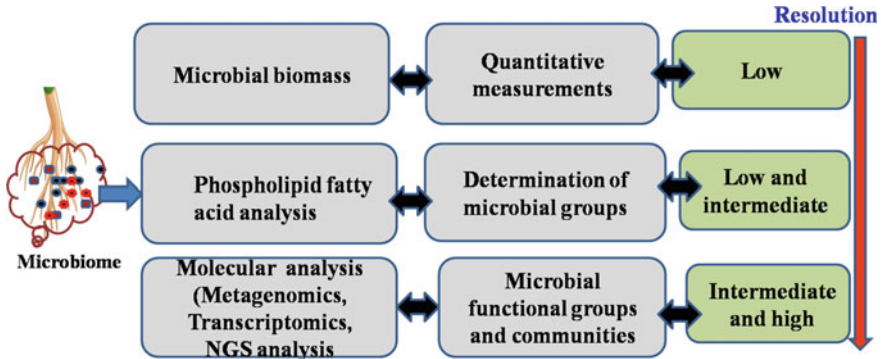 Resolution
Microbial biomass
Quantitative
measurements
Low
Phospholipid fatty
acid analysis
Determination of
microbial groups
Low and
intermediate
Microbiome
Molecular analysis
(Metagenomics,
Transcriptomics,
NGS analysis
Microbial
functional groups
and communities
Intermediate
and high